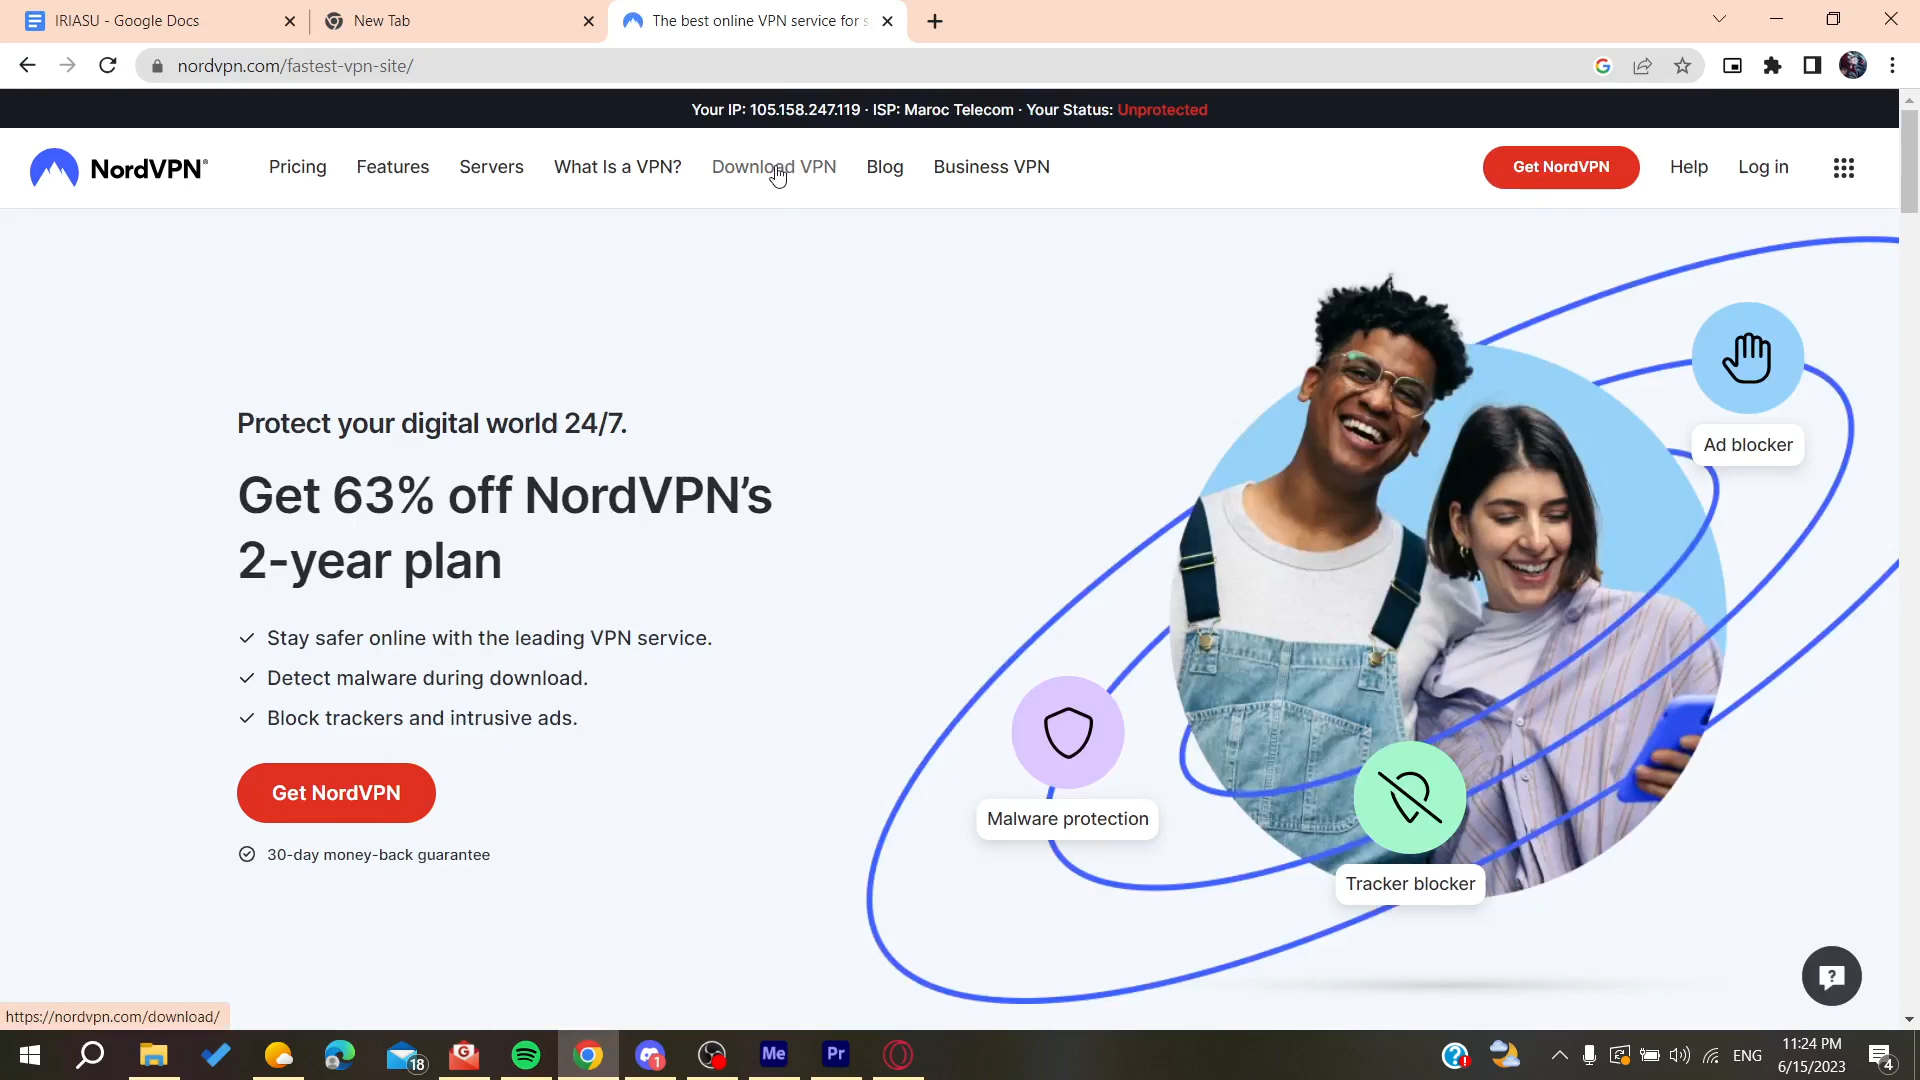 IRIASU - Google Docs
New Tab
The best online VPN service for s
nordvpn.com/fastest-vpn-site/
Your IP: 105.158.247.119 · ISP: Maroc Telecom · Your Status: Unprotected
NordVPN®
Pricing
Features
Servers
What Is a VPN?
Download VPN
Blog
Business VPN
Get NordVPN
Help
Log in
Protect your digital world 24/7.
Get 63% off NordVPN’s
2-year plan
Stay safer online with the leading VPN service.
Detect malware during download.
Block trackers and intrusive ads.
Get NordVPN
30-day money-back guarantee
Ad blocker
Malware protection
Tracker blocker
https://nordvpn.com/download/
18
1
Me
Pr
ENG
11:24 PM
6/15/2023
4